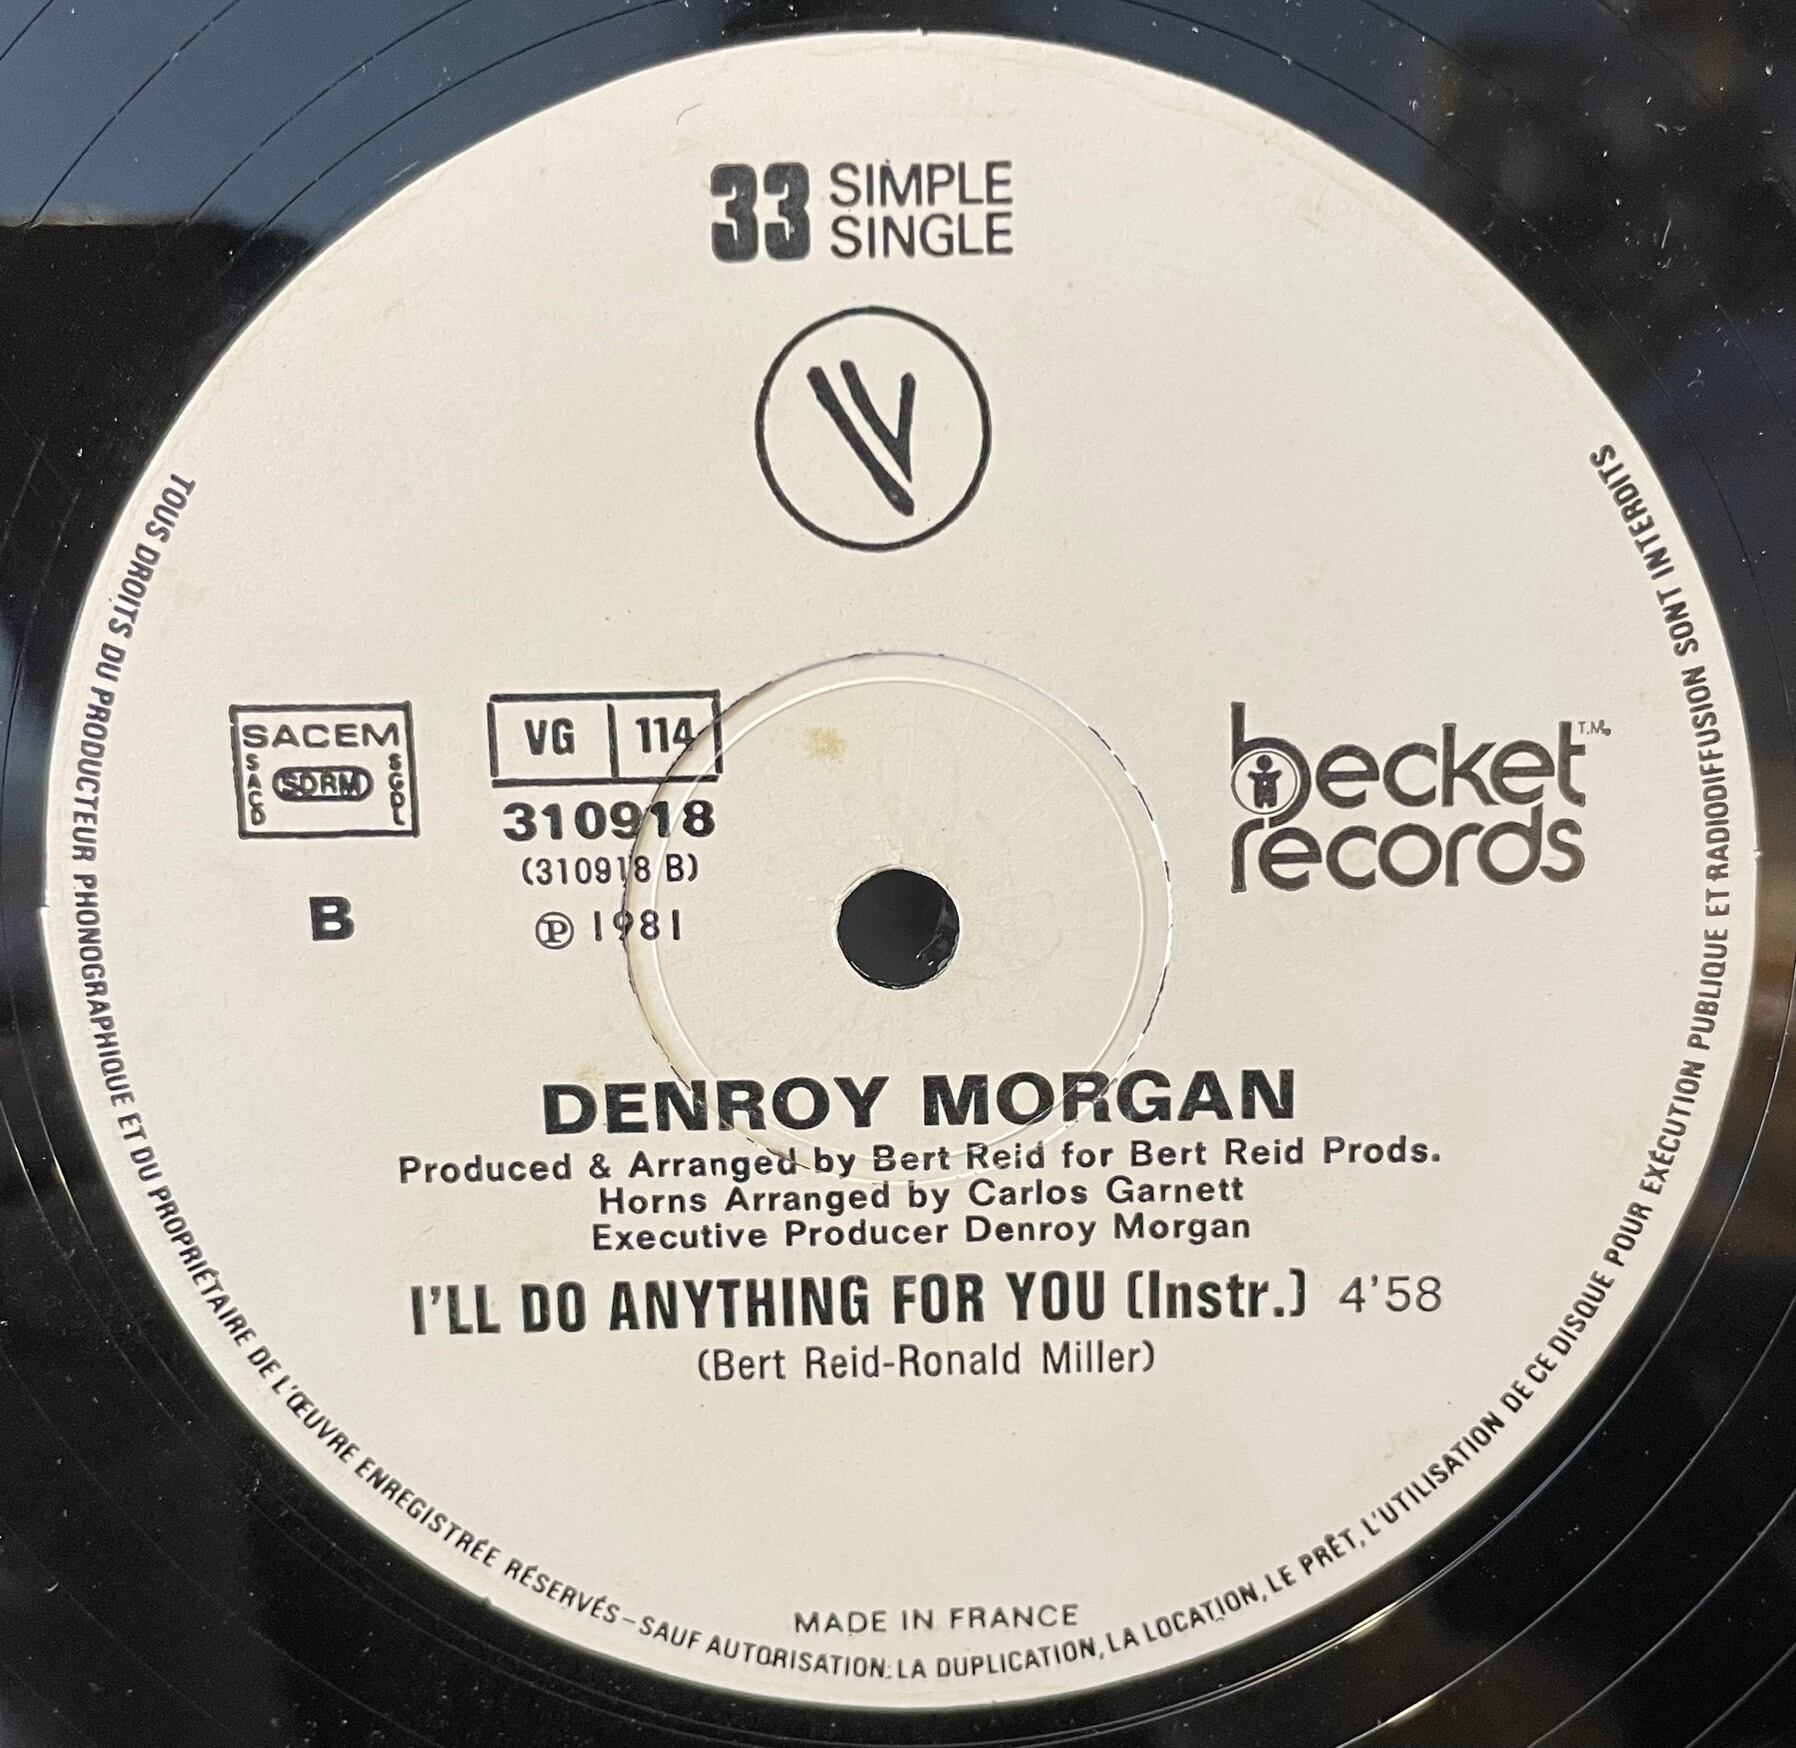 33 SIMPLE
SINGLE
SACEM
SACD
SDRM
SGDL
VG 114
310918
(310918 B)
B
℗ 1981
becket T.M.
records
DENROY MORGAN
Produced & Arranged by Bert Reid for Bert Reid Prods.
Horns Arranged by Carlos Garnett
Executive Producer Denroy Morgan
I'LL DO ANYTHING FOR YOU (Instr.) 4'58
(Bert Reid-Ronald Miller)
MADE IN FRANCE
TOUS DROITS DU PRODUCTEUR PHONOGRAPHIQUE ET DU PROPRIÉTAIRE DE L'ŒUVRE ENREGISTRÉE RÉSERVÉS – SAUF AUTORISATION: LA DUPLICATION, LA LOCATION, LE PRÊT, L'UTILISATION DE CE DISQUE POUR EXÉCUTION PUBLIQUE ET RADIODIFFUSION SONT INTERDITS